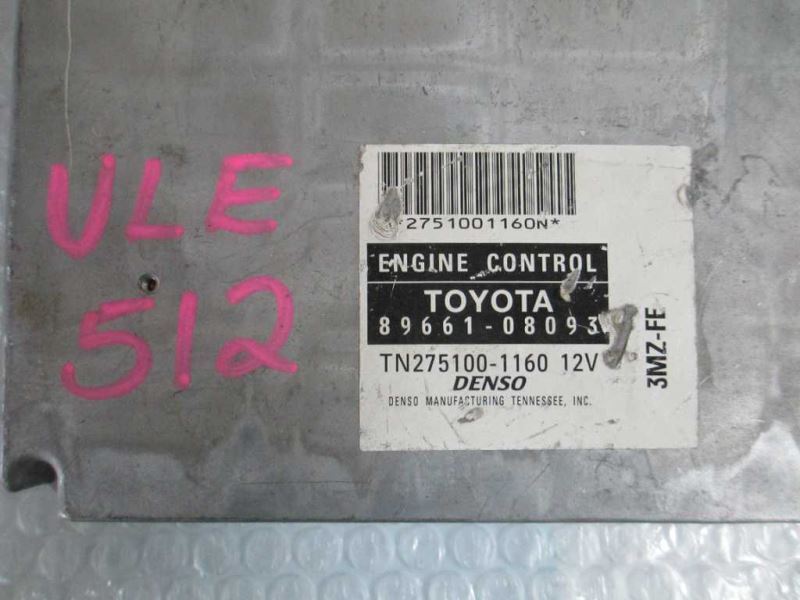 ULE
512
*2751001160N*
ENGINE CONTROL
TOYOTA
89661-08093
TN275100-1160 12V
DENSO
DENSO MANUFACTURING TENNESSEE, INC.
3MZ-FE